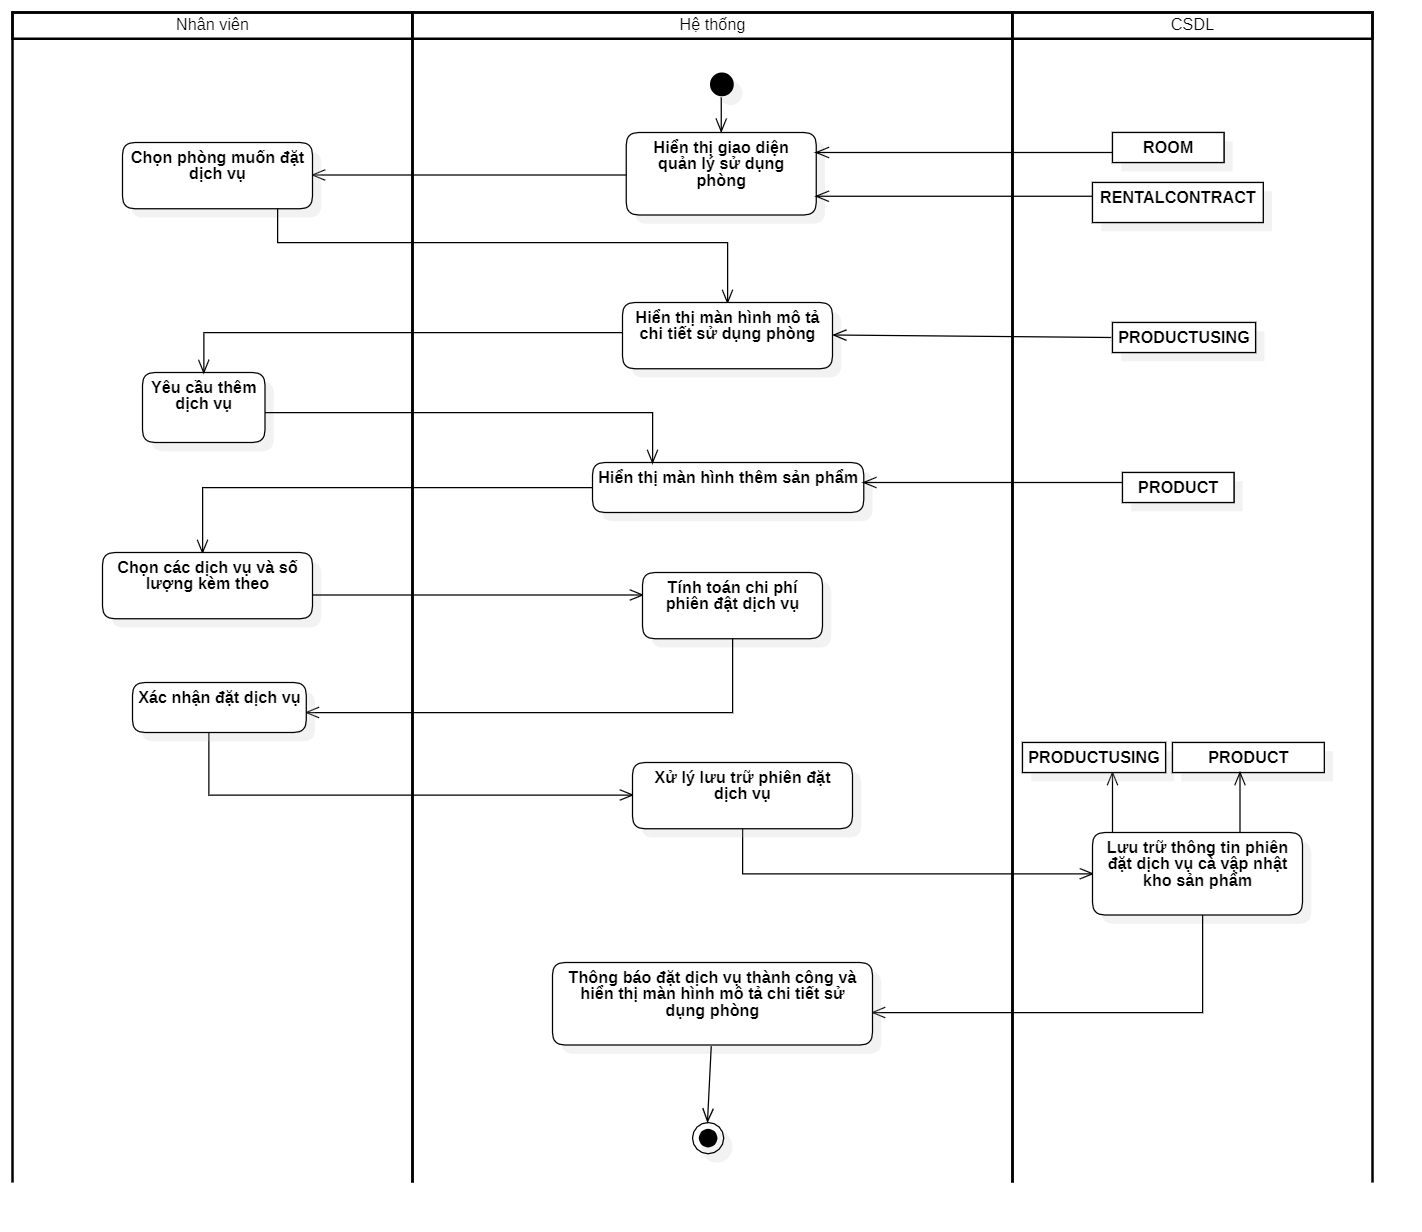 Nhân viên
Hệ thống
CSDL
Hiển thị giao diện
quản lý sử dụng
phòng
ROOM
RENTALCONTRACT
Chọn phòng muốn đặt
dịch vụ
Hiển thị màn hình mô tả
chi tiết sử dụng phòng
PRODUCTUSING
Yêu cầu thêm
dịch vụ
Hiển thị màn hình thêm sản phẩm
PRODUCT
Chọn các dịch vụ và số
lượng kèm theo
Tính toán chi phí
phiên đặt dịch vụ
Xác nhận đặt dịch vụ
Xử lý lưu trữ phiên đặt
dịch vụ
PRODUCTUSING
PRODUCT
Lưu trữ thông tin phiên
đặt dịch vụ cà vập nhật
kho sản phẩm
Thông báo đặt dịch vụ thành công và
hiển thị màn hình mô tả chi tiết sử
dụng phòng